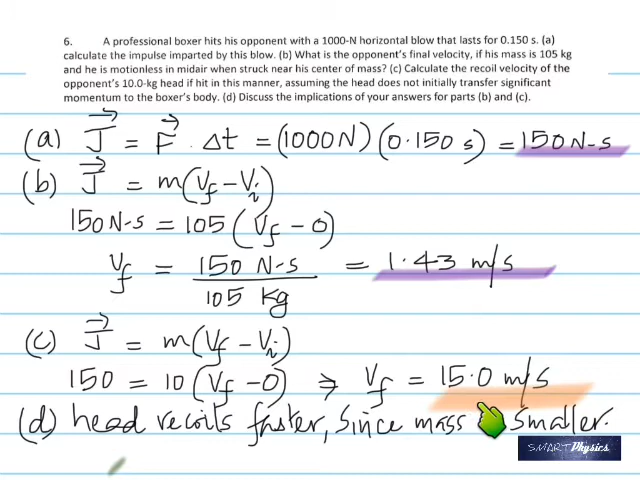 6. A professional boxer hits his opponent with a 1000-N horizontal blow that lasts for 0.150 s. (a)
calculate the impulse imparted by this blow. (b) What is the opponent's final velocity, if his mass is 105 kg
and he is motionless in midair when struck near his center of mass? (c) Calculate the recoil velocity of the
opponent's 10.0-kg head if hit in this manner, assuming the head does not initially transfer significant
momentum to the boxer's body. (d) Discuss the implications of your answers for parts (b) and (c).
(a) J⃗ = F⃗ · Δt = (1000N)(0.150 s) = 150 N-s
(b) J⃗ = m(Vf - Vi)
150 N-s = 105 (Vf - 0)
Vf = 150 N-s / 105 Kg = 1.43 m/s
(c) J⃗ = m(Vf - Vi)
150 = 10 (Vf - 0) ⇒ Vf = 15.0 m/s
(d) head recoils faster, since mass is smaller.
SMART Physics